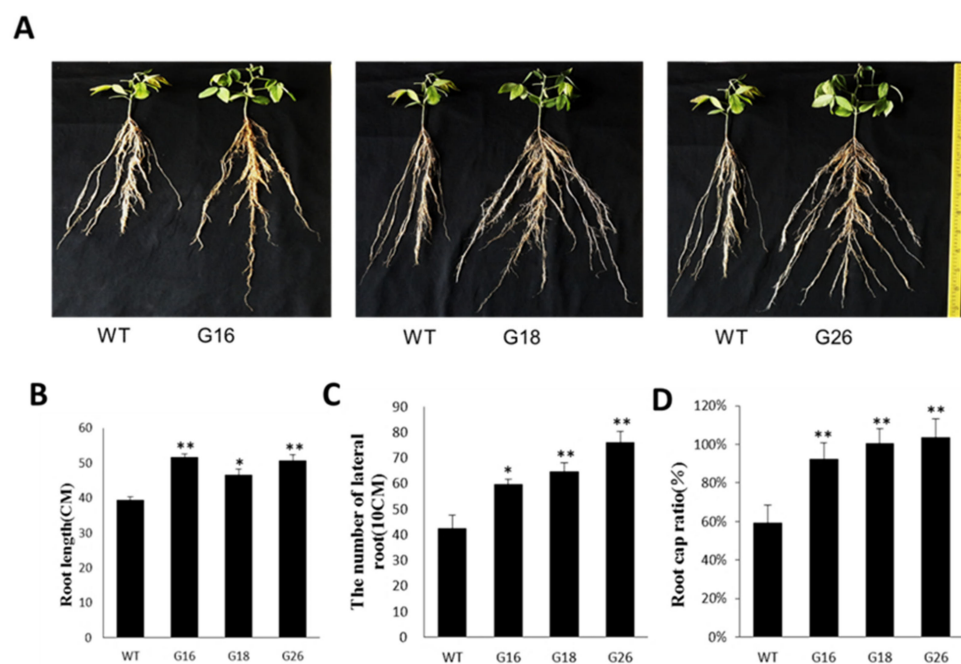 A
WT G16
WT G18
WT G26
B
Root length(CM)
60
50
40
30
20
10
0
** * **
WT G16 G18 G26
C
The number of lateral
root(10CM)
90
80
70
60
50
40
30
20
10
0
* ** **
WT G16 G18 G26
D
Root cap ratio(%)
120%
100%
80%
60%
40%
20%
0%
** ** **
WT G16 G18 G26